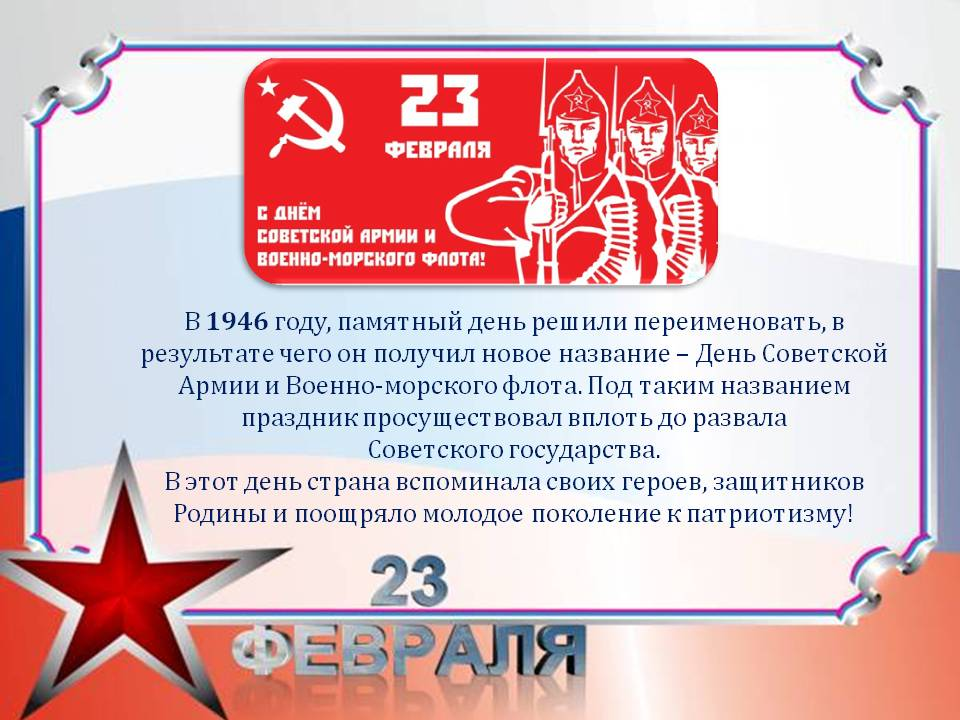 23
ФЕВРАЛЯ
С ДНЁМ
СОВЕТСКОЙ АРМИИ И
ВОЕННО-МОРСКОГО ФЛОТА!
В 1946 году, памятный день решили переименовать, в
результате чего он получил новое название – День Советской
Армии и Военно-морского флота. Под таким названием
праздник просуществовал вплоть до развала
Советского государства.
В этот день страна вспоминала своих героев, защитников
Родины и поощряло молодое поколение к патриотизму!
23
ФЕВРАЛЯ